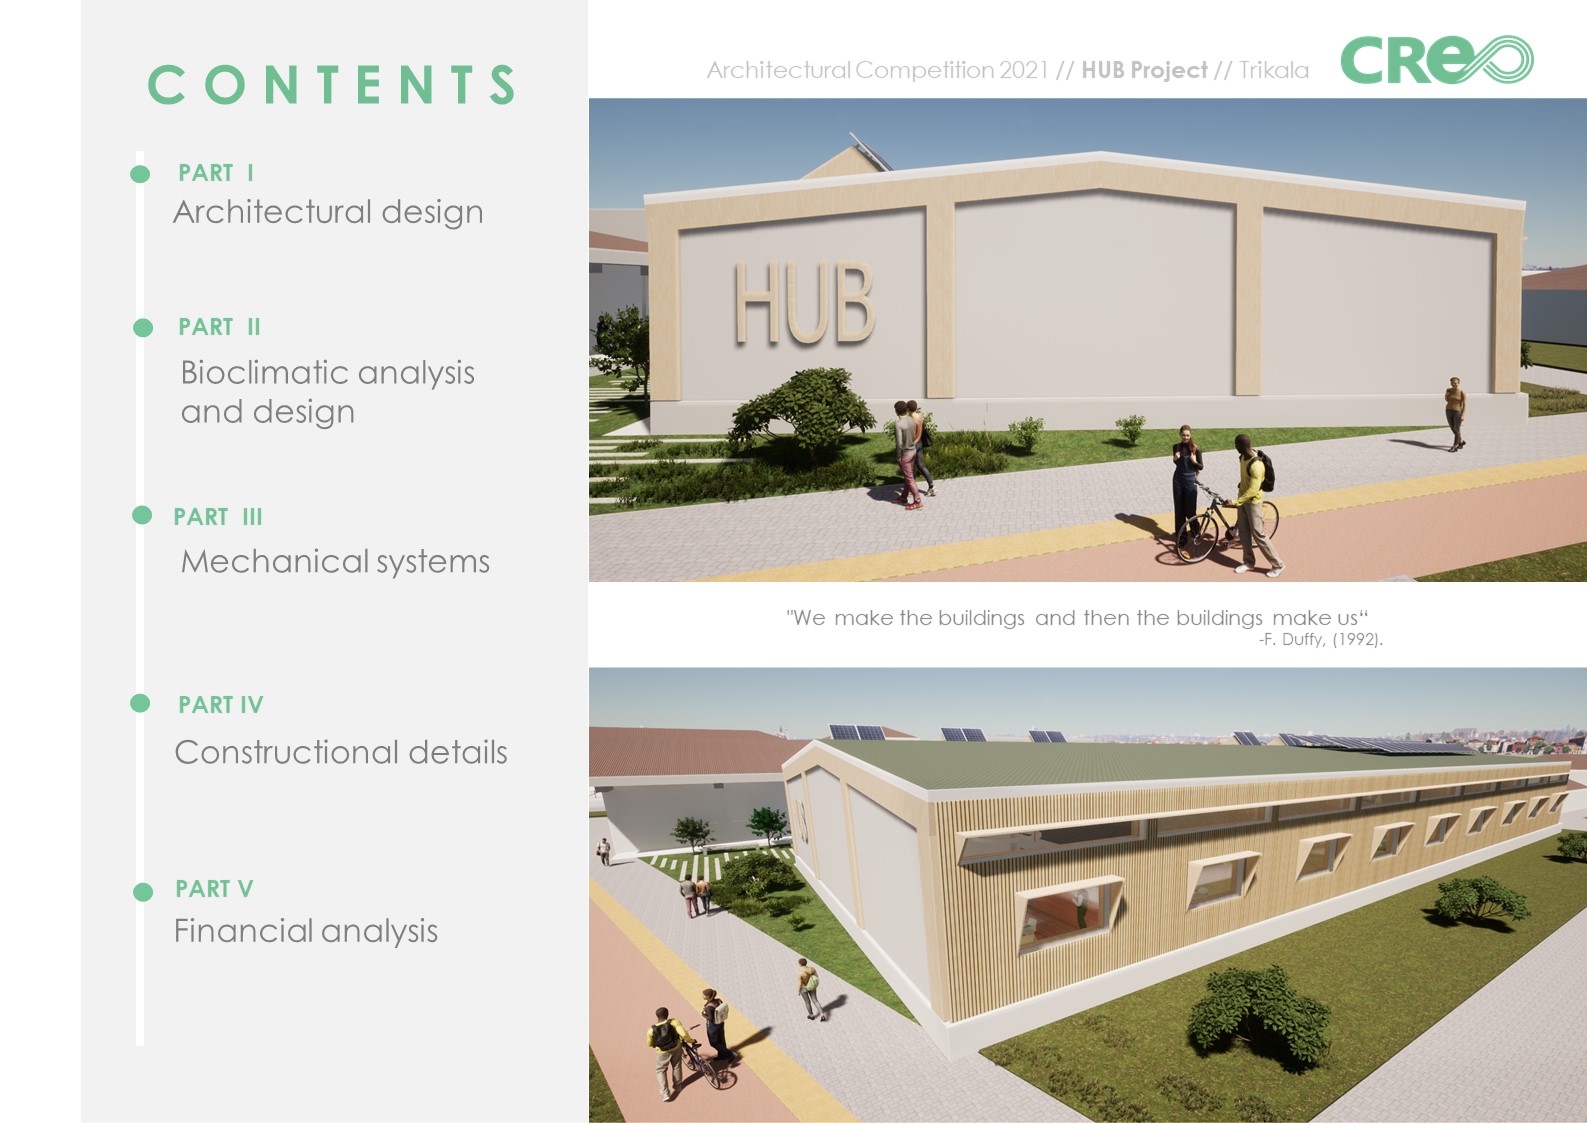 CONTENTS
PART I
Architectural design
PART II
Bioclimatic analysis
and design
PART III
Mechanical systems
PART IV
Constructional details
PART V
Financial analysis
Architectural Competition 2021 // HUB Project // Trikala
CRe
HUB
"We make the buildings and then the buildings make us“
-F. Duffy, (1992).